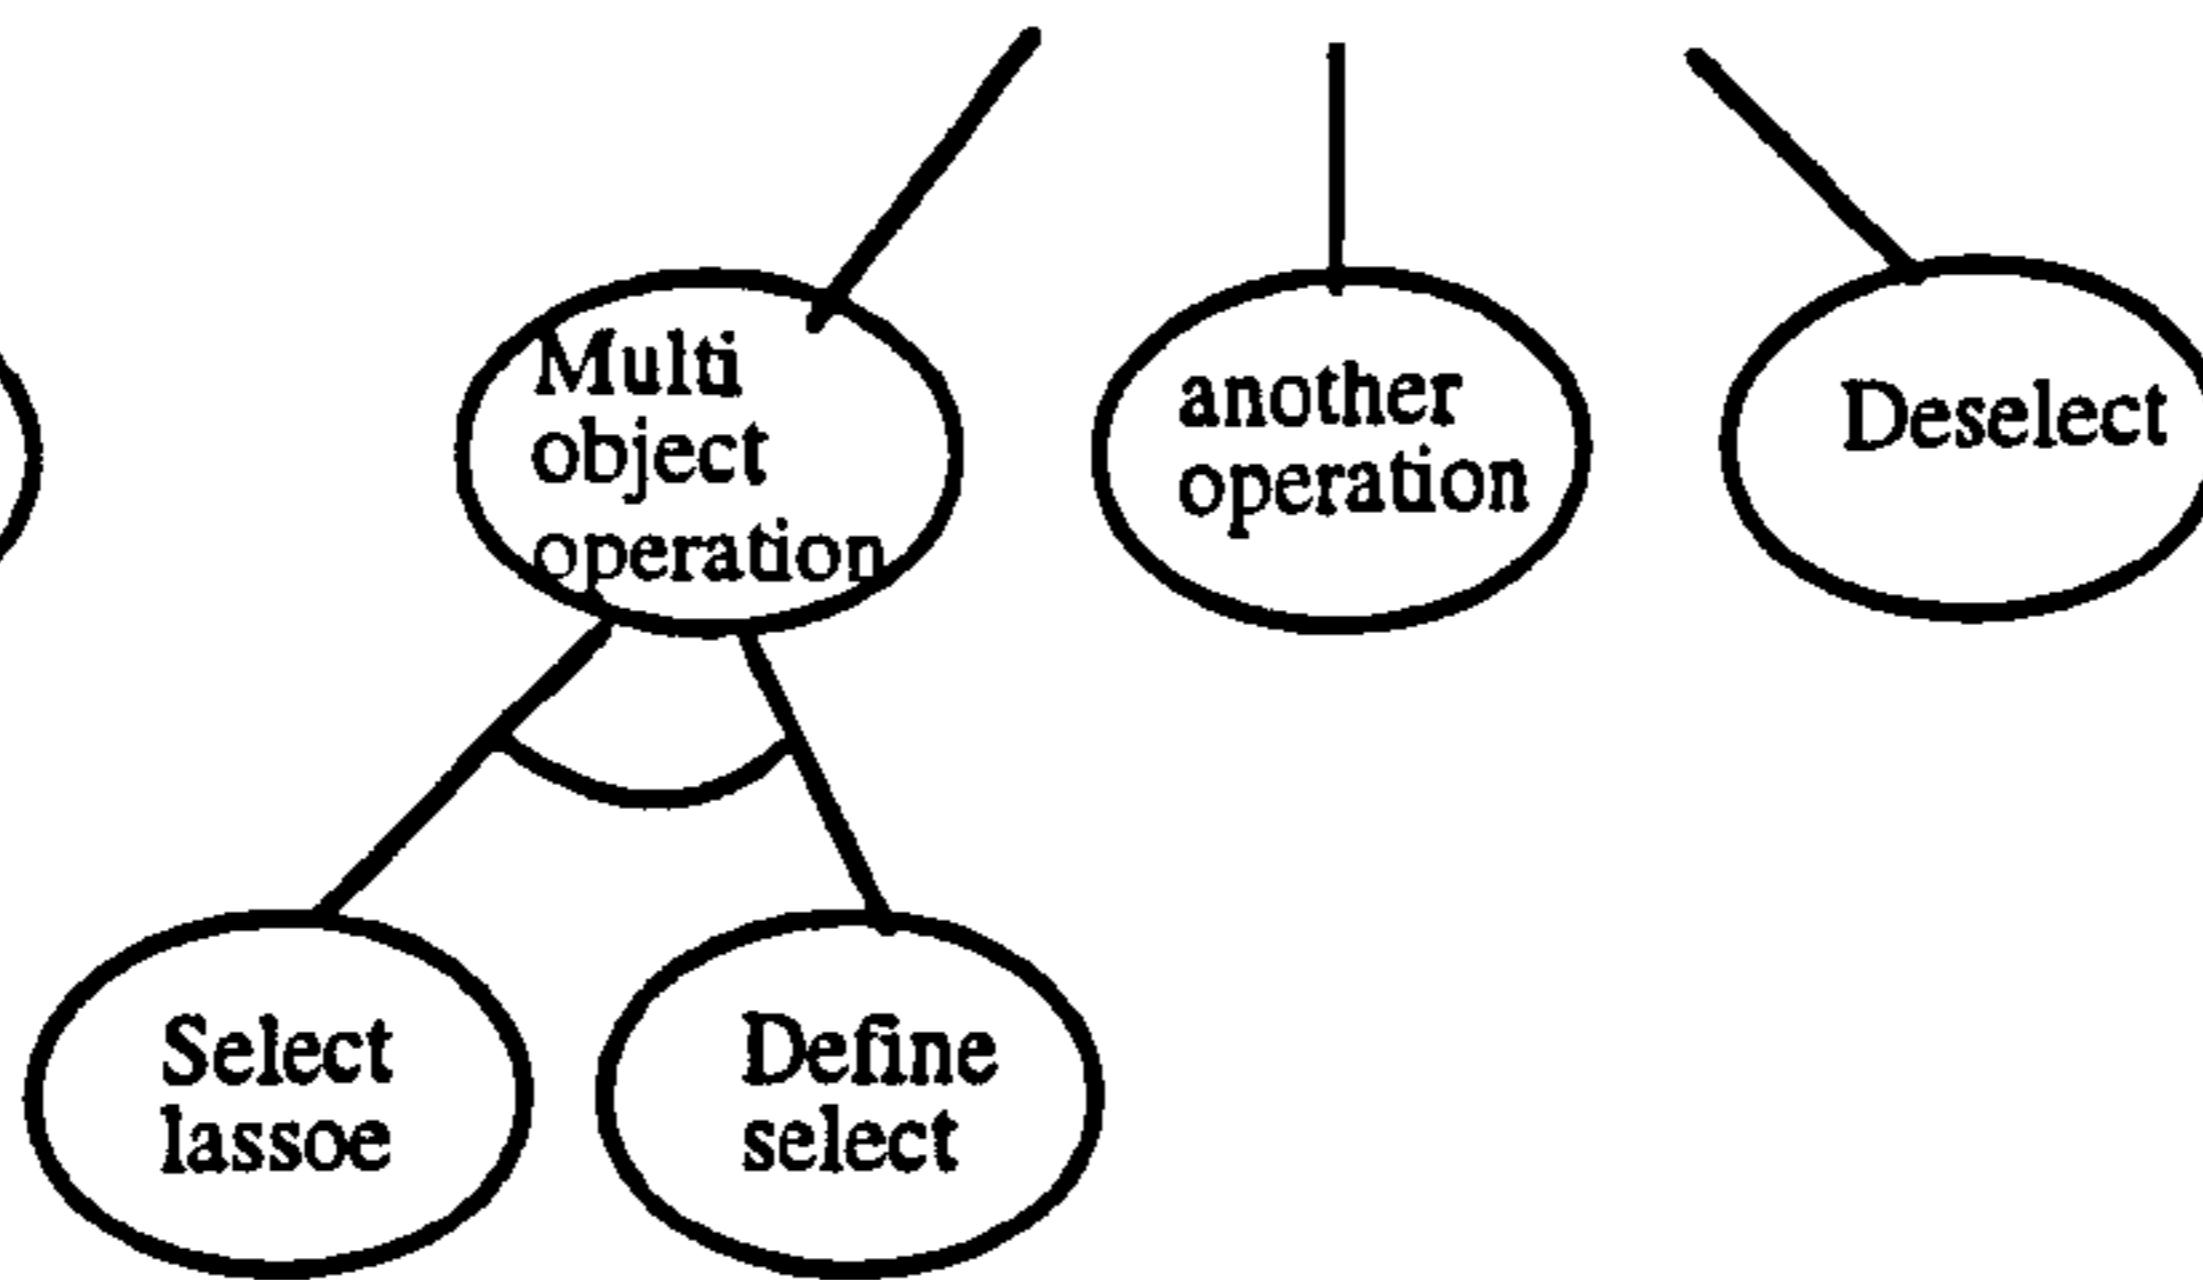 Multi
object
operation
another
operation
Deselect
Select
lassoe
Define
select